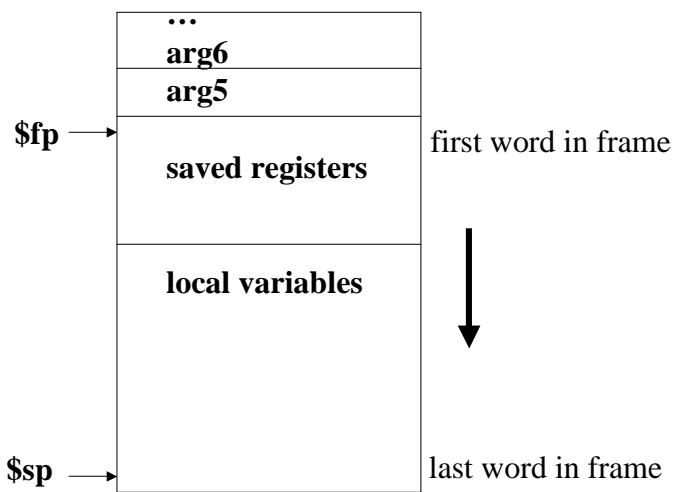 ...
arg6
arg5
$fp
first word in frame
saved registers
local variables
$sp
last word in frame